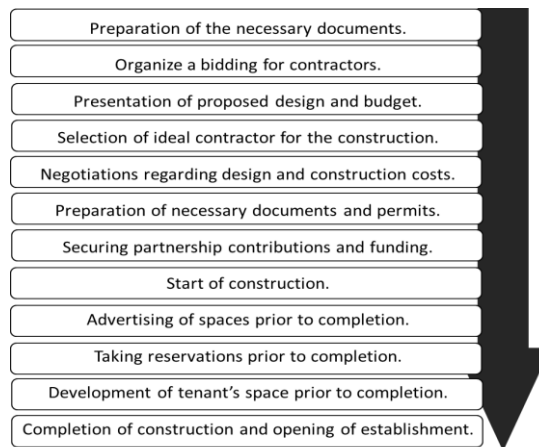 Preparation of the necessary documents.
Organize a bidding for contractors.
Presentation of proposed design and budget.
Selection of ideal contractor for the construction.
Negotiations regarding design and construction costs.
Preparation of necessary documents and permits.
Securing partnership contributions and funding.
Start of construction.
Advertising of spaces prior to completion.
Taking reservations prior to completion.
Development of tenant's space prior to completion.
Completion of construction and opening of establishment.